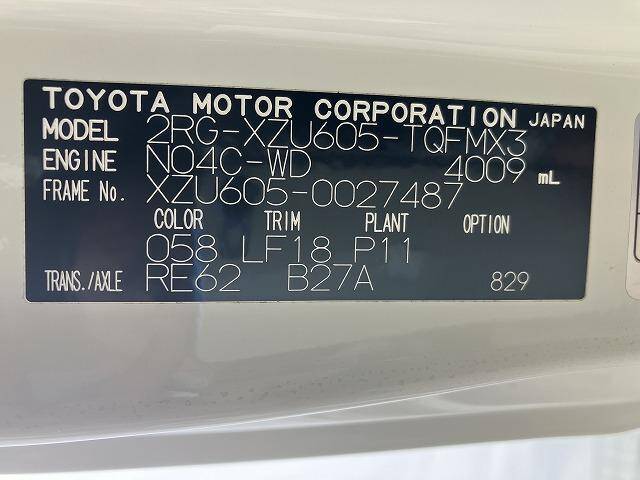 TOYOTA MOTOR CORPORATION JAPAN
MODEL 2RG-XZU605-TQFMX3
ENGINE N04C-WD 4009 mL
FRAME No. XZU605-0027487
COLOR TRIM PLANT OPTION
058 LF18 P11
TRANS./AXLE RE62 B27A 829